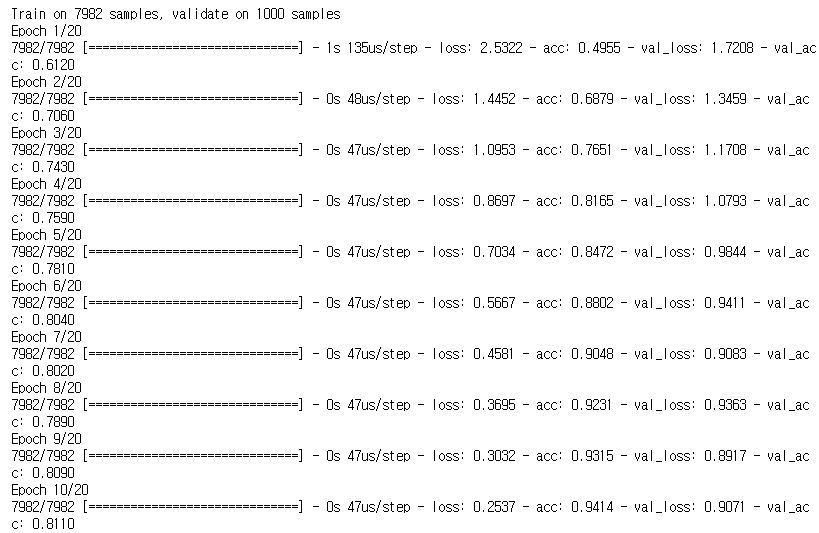 Train on 7982 samples, validate on 1000 samples
Epoch 1/20
7982/7982 [==============================] - 1s 135us/step - loss: 2.5322 - acc: 0.4955 - val_loss: 1.7208 - val_ac
c: 0.6120
Epoch 2/20
7982/7982 [==============================] - 0s 48us/step - loss: 1.4452 - acc: 0.6879 - val_loss: 1.3459 - val_ac
c: 0.7060
Epoch 3/20
7982/7982 [==============================] - 0s 47us/step - loss: 1.0953 - acc: 0.7651 - val_loss: 1.1708 - val_ac
c: 0.7430
Epoch 4/20
7982/7982 [==============================] - 0s 47us/step - loss: 0.8697 - acc: 0.8165 - val_loss: 1.0793 - val_ac
c: 0.7590
Epoch 5/20
7982/7982 [==============================] - 0s 47us/step - loss: 0.7034 - acc: 0.8472 - val_loss: 0.9844 - val_ac
c: 0.7810
Epoch 6/20
7982/7982 [==============================] - 0s 47us/step - loss: 0.5667 - acc: 0.8802 - val_loss: 0.9411 - val_ac
c: 0.8040
Epoch 7/20
7982/7982 [==============================] - 0s 47us/step - loss: 0.4581 - acc: 0.9048 - val_loss: 0.9083 - val_ac
c: 0.8020
Epoch 8/20
7982/7982 [==============================] - 0s 47us/step - loss: 0.3695 - acc: 0.9231 - val_loss: 0.9363 - val_ac
c: 0.7890
Epoch 9/20
7982/7982 [==============================] - 0s 47us/step - loss: 0.3032 - acc: 0.9315 - val_loss: 0.8917 - val_ac
c: 0.8090
Epoch 10/20
7982/7982 [==============================] - 0s 47us/step - loss: 0.2537 - acc: 0.9414 - val_loss: 0.9071 - val_ac
c: 0.8110